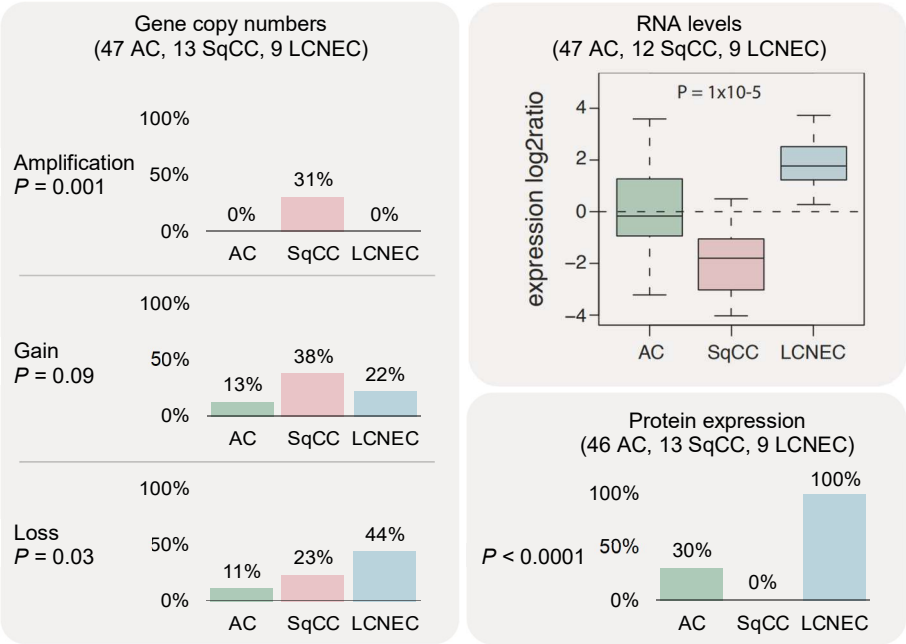 Gene copy numbers
(47 AC, 13 SqCC, 9 LCNEC)
100%
Amplification
P = 0.001
50%
31%
0%
0%
0%
AC SqCC LCNEC
100%
Gain
P = 0.09
50%
38%
22%
13%
0%
AC SqCC LCNEC
100%
Loss
P = 0.03
50%
44%
23%
11%
0%
AC SqCC LCNEC
RNA levels
(47 AC, 12 SqCC, 9 LCNEC)
P = 1x10-5
expression log2ratio
4
2
0
−2
−4
AC SqCC LCNEC
Protein expression
(46 AC, 13 SqCC, 9 LCNEC)
100%
100%
P < 0.0001
50%
30%
0%
0%
AC SqCC LCNEC